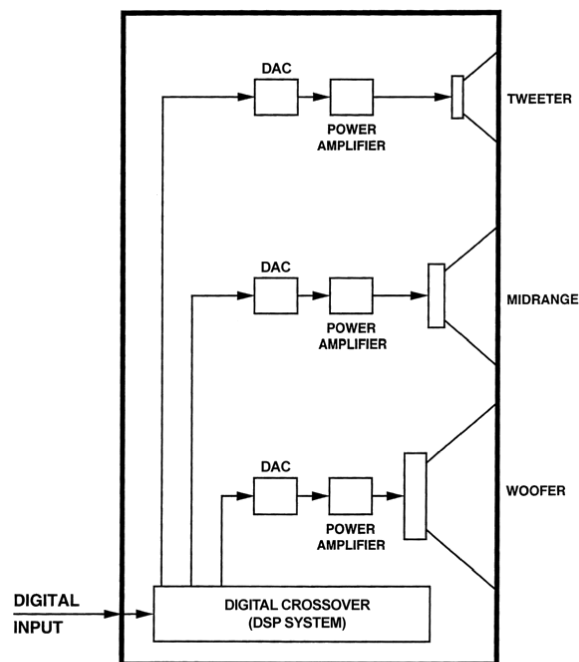 DAC
POWER
AMPLIFIER
TWEETER
DAC
POWER
AMPLIFIER
MIDRANGE
DAC
POWER
AMPLIFIER
WOOFER
DIGITAL
INPUT
DIGITAL CROSSOVER
(DSP SYSTEM)